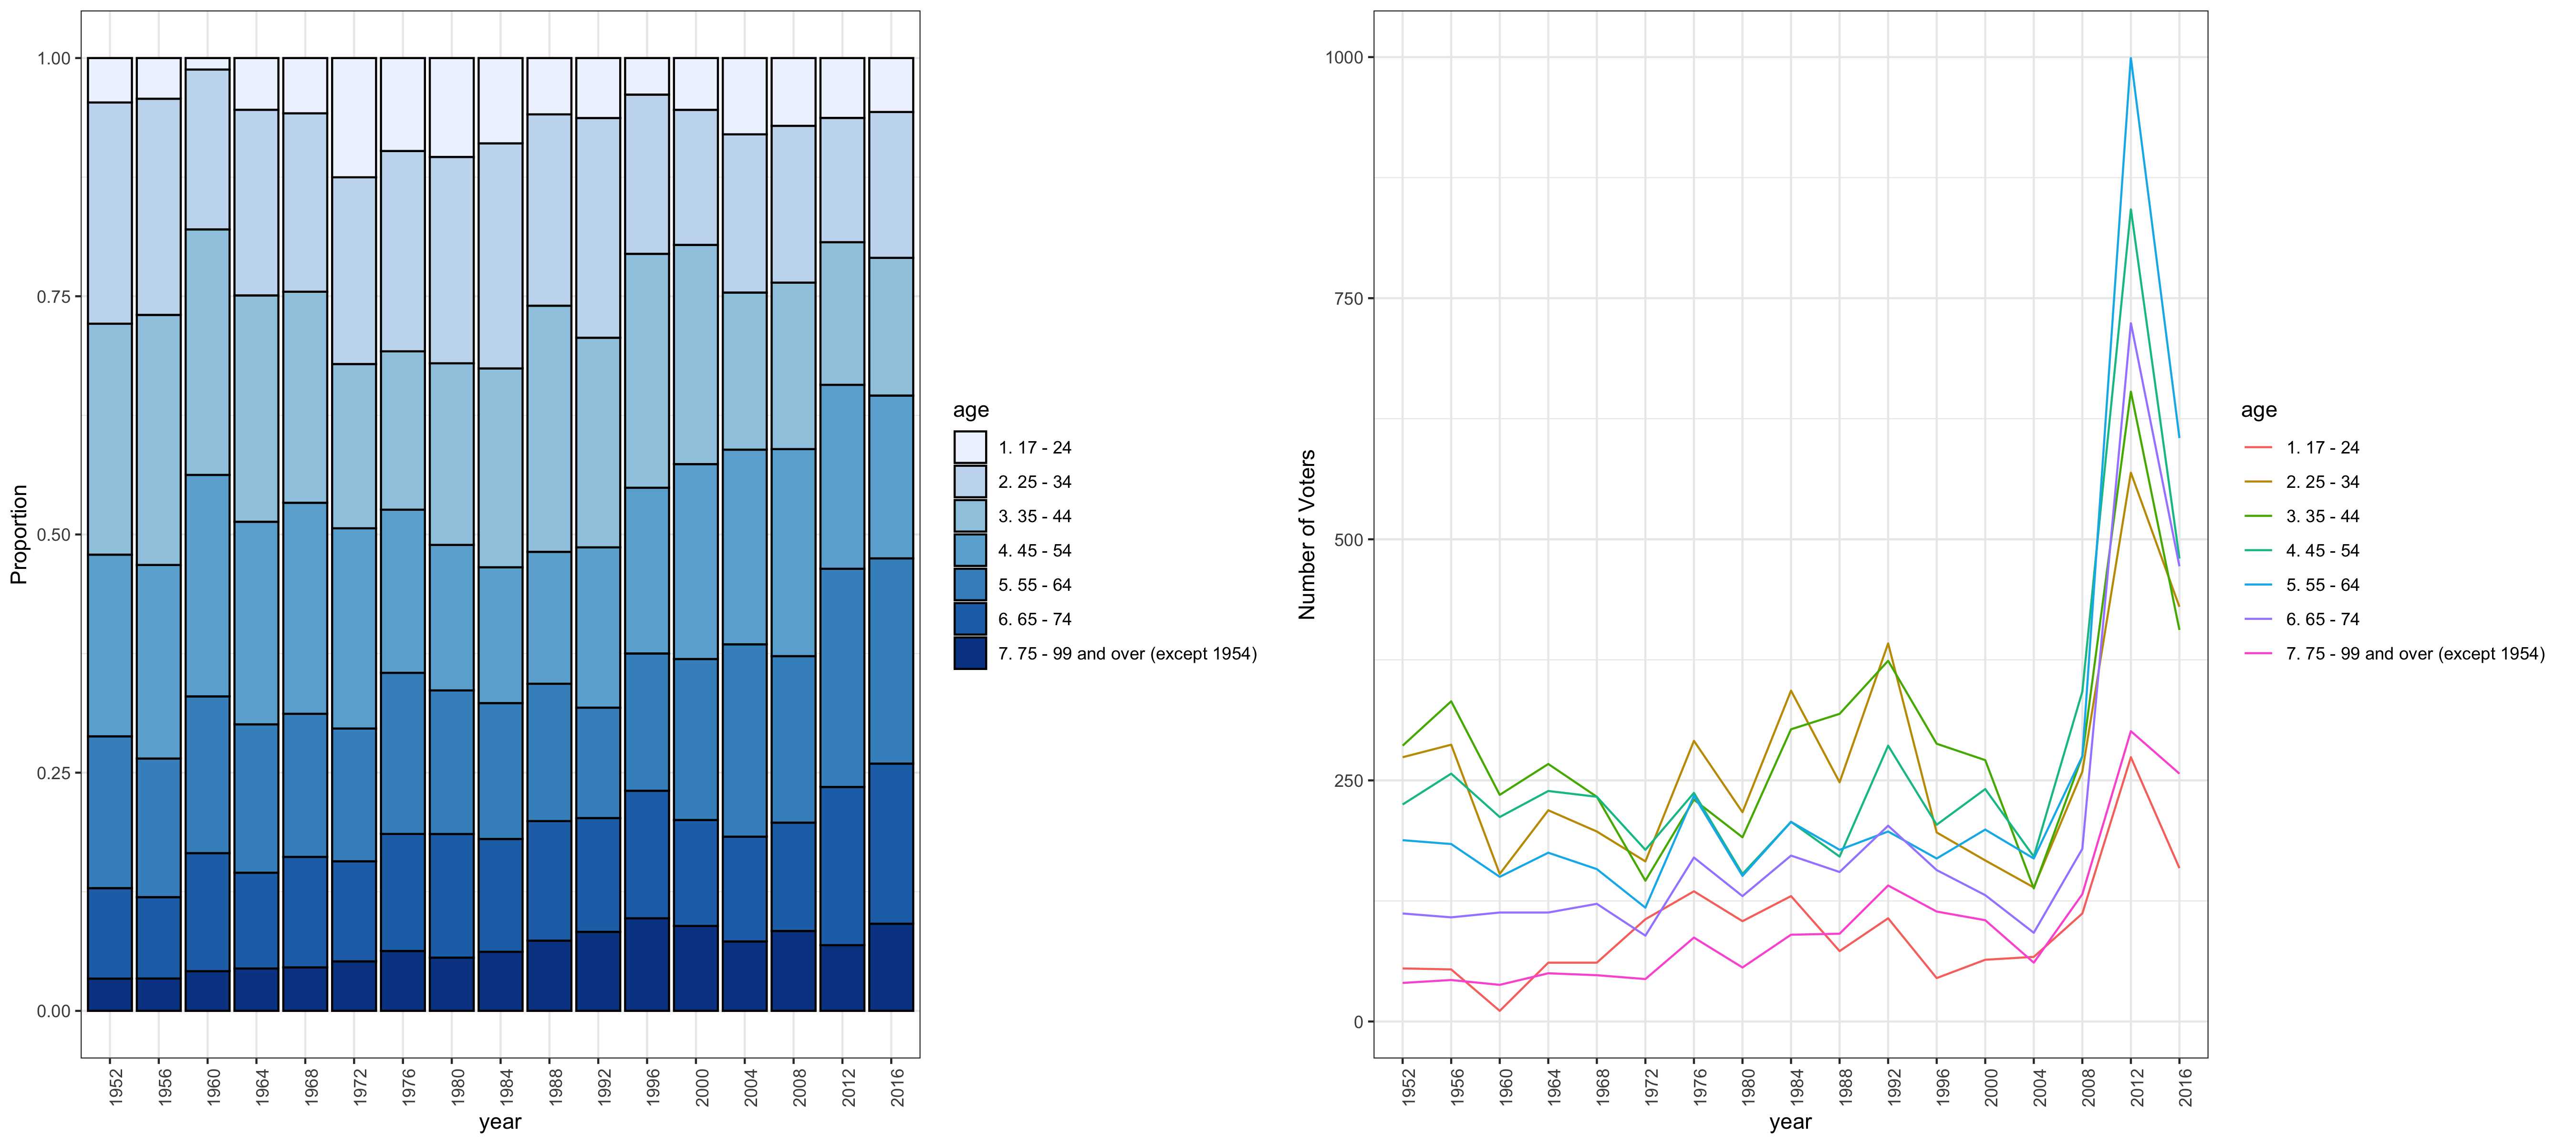 Proportion
1.00
0.75
0.50
0.25
0.00
1952
1956
1960
1964
1968
1972
1976
1980
1984
1988
1992
1996
2000
2004
2008
2012
2016
year
age
1. 17 - 24
2. 25 - 34
3. 35 - 44
4. 45 - 54
5. 55 - 64
6. 65 - 74
7. 75 - 99 and over (except 1954)
Number of Voters
1000
750
500
250
0
1952
1956
1960
1964
1968
1972
1976
1980
1984
1988
1992
1996
2000
2004
2008
2012
2016
year
age
1. 17 - 24
2. 25 - 34
3. 35 - 44
4. 45 - 54
5. 55 - 64
6. 65 - 74
7. 75 - 99 and over (except 1954)